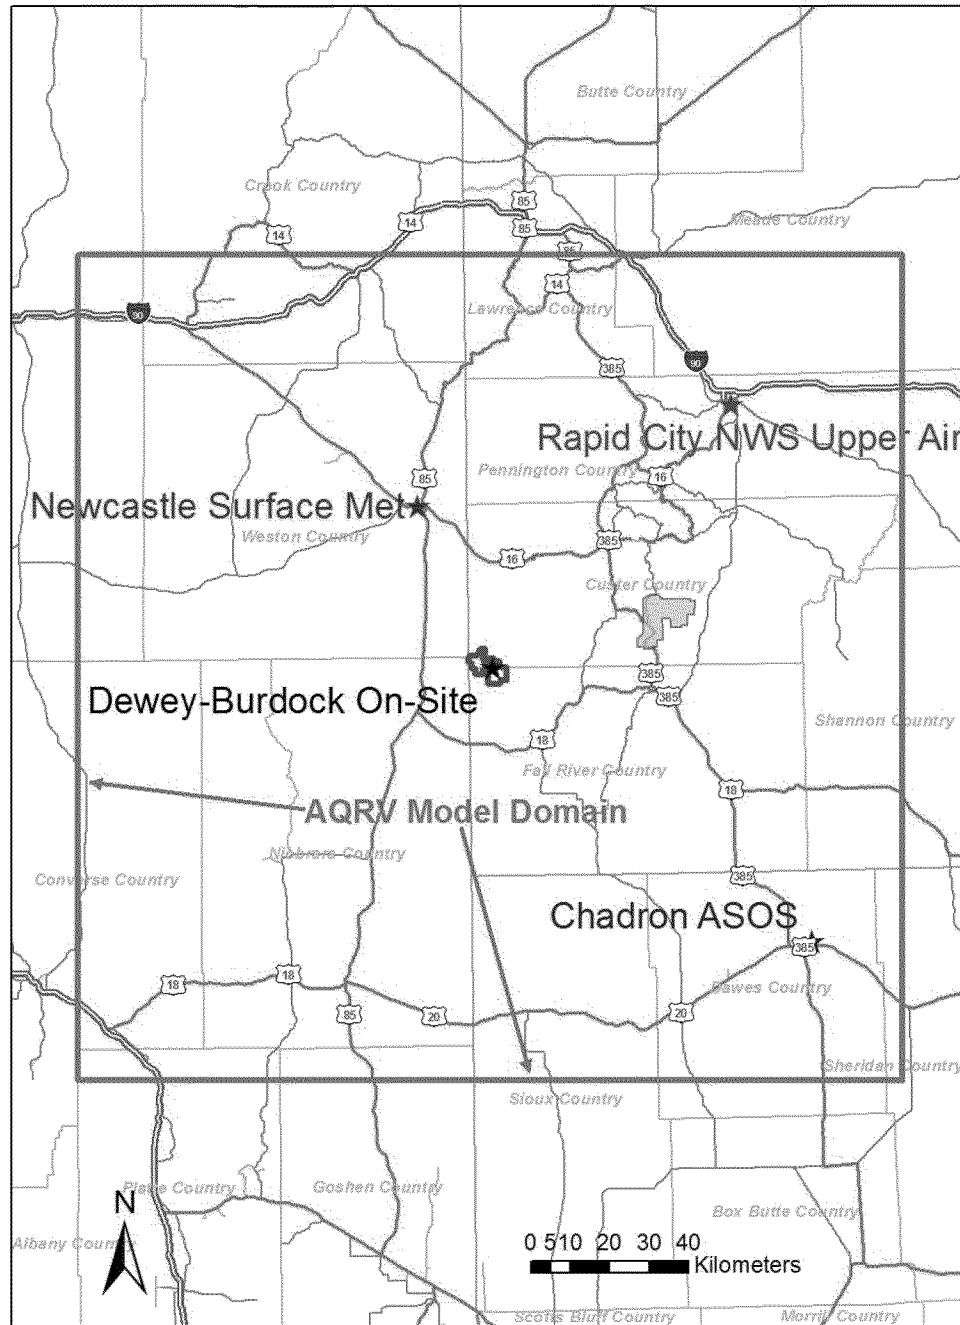 Butte Country
Crook Country
85
14
Meade Country
14
85
85
14
90
Lawrence Country
385
90
Rapid City NWS Upper Air
85
Pennington Country
16
Newcastle Surface Met
Weston Country
385
16
Custer Country
385
385
Dewey-Burdock On-Site
Shannon Country
18
Fall River Country
18
AQRV Model Domain
Niobrara Country
385
Converse Country
Chadron ASOS
385
18
18
Dawes Country
85
20
20
Sheridan Country
Sioux Country
Platte Country
Goshen Country
N
Box Butte Country
Albany Country
0 5 10 20 30 40
Kilometers
Scotts Bluff Country
Morrill Country